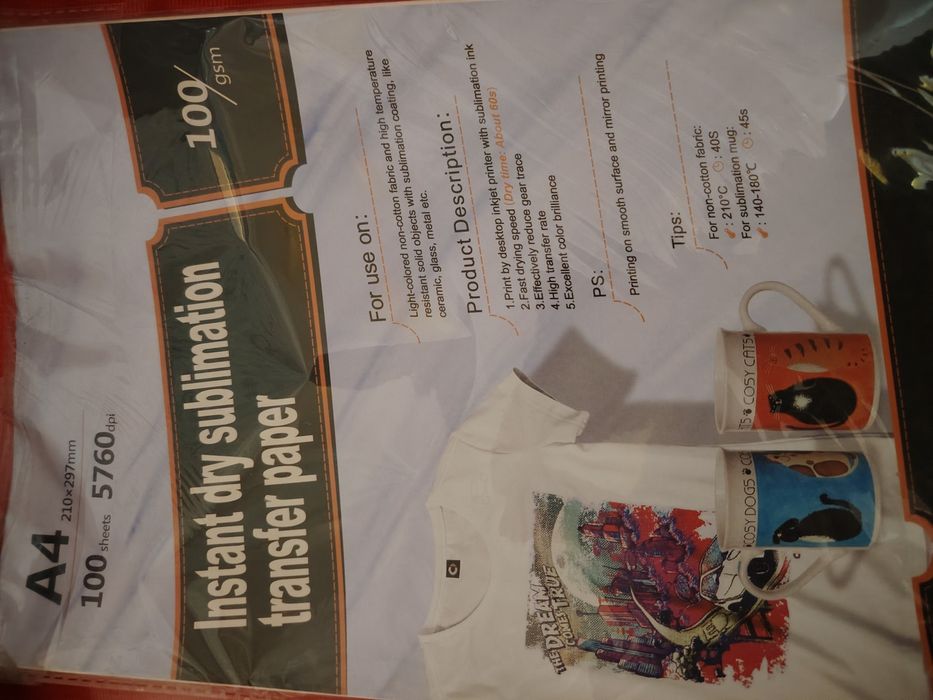 A4 210×297mm
100 sheets 5760dpi
Instant dry sublimation
transfer paper
100/gsm
For use on:
Light-colored non-cotton fabric and high temperature
resistant solid objects with sublimation coating, like
ceramic, glass, metal etc.
Product Description:
1.Print by desktop inkjet printer with sublimation ink
2.Fast drying speed (Dry time: About 60s)
3.Effectively reduce gear trace
4.High transfer rate
5.Excellent color brilliance
PS:
Printing on smooth surface and mirror printing
Tips:
For non-cotton fabric:
: 210°C : 40S
For sublimation mug:
: 140-180°C : 45s
THE DREAM
COME TRUE
COSY DOGS CO
TS COSY CATS